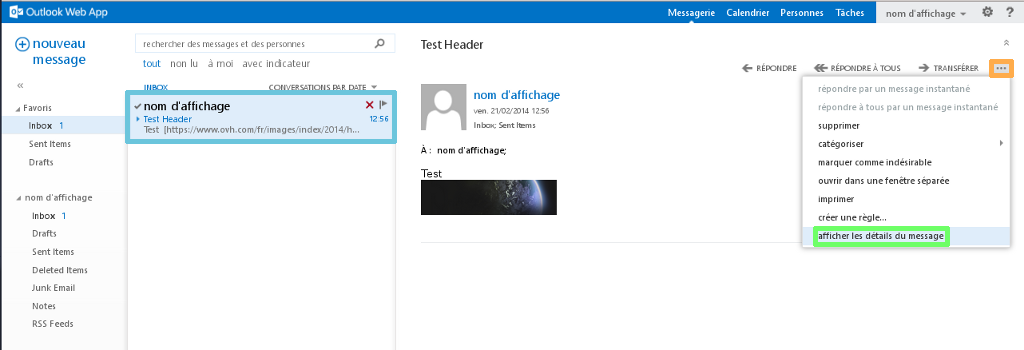 Outlook Web App
Messagerie Calendrier Personnes Tâches nom d'affichage ?
nouveau
message
«
Favoris
Inbox 1
Sent Items
Drafts
nom d'affichage
Inbox 1
Drafts
Sent Items
Deleted Items
Junk Email
Notes
RSS Feeds
rechercher des messages et des personnes
tout non lu à moi avec indicateur
INBOX CONVERSATIONS PAR DATE
nom d'affichage
Test Header 12:56
Test [https://www.ovh.com/fr/images/index/2014/h...
Test Header
RÉPONDRE RÉPONDRE À TOUS TRANSFÉRER ...
nom d'affichage
ven. 21/02/2014 12:56
Inbox; Sent Items
À : nom d'affichage;
Test
répondre par un message instantané
répondre à tous par un message instantané
supprimer
catégoriser
marquer comme indésirable
ouvrir dans une fenêtre séparée
imprimer
créer une règle...
afficher les détails du message